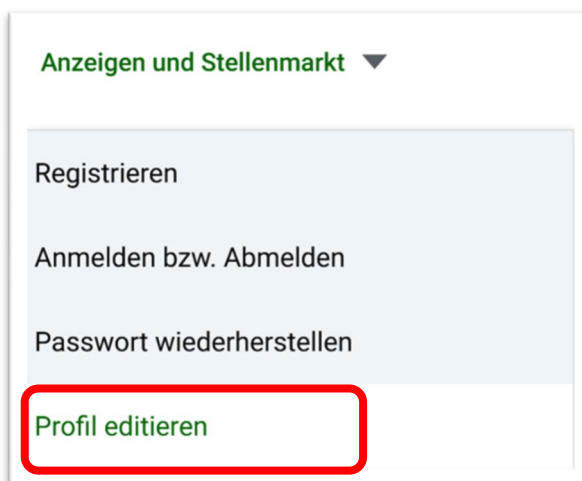 Anzeigen und Stellenmarkt
Registrieren
Anmelden bzw. Abmelden
Passwort wiederherstellen
Profil editieren